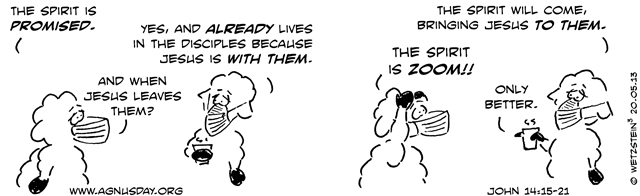 THE SPIRIT IS
PROMISED.
YES, AND ALREADY LIVES
IN THE DISCIPLES BECAUSE
JESUS IS WITH THEM.
AND WHEN
JESUS LEAVES
THEM?
THE SPIRIT WILL COME,
BRINGING JESUS TO THEM.
THE SPIRIT
IS ZOOM!!
ONLY
BETTER.
WWW.AGNUSDAY.ORG
JOHN 14:15-21
© WETZSTEIN³ 20.05.13